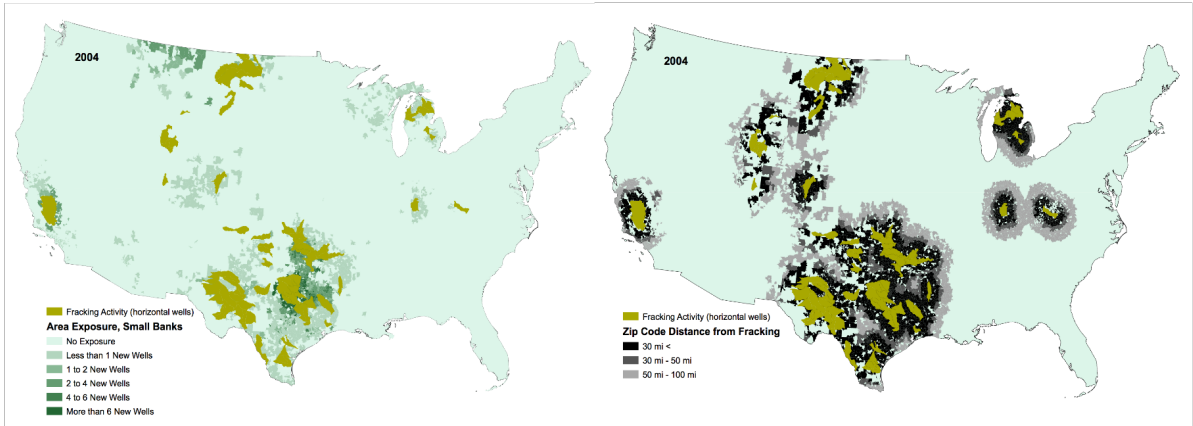 2004
Fracking Activity (horizontal wells)
Area Exposure, Small Banks
No Exposure
Less than 1 New Wells
1 to 2 New Wells
2 to 4 New Wells
4 to 6 New Wells
More than 6 New Wells
2004
Fracking Activity (horizontal wells)
Zip Code Distance from Fracking
30 mi <
30 mi - 50 mi
50 mi - 100 mi